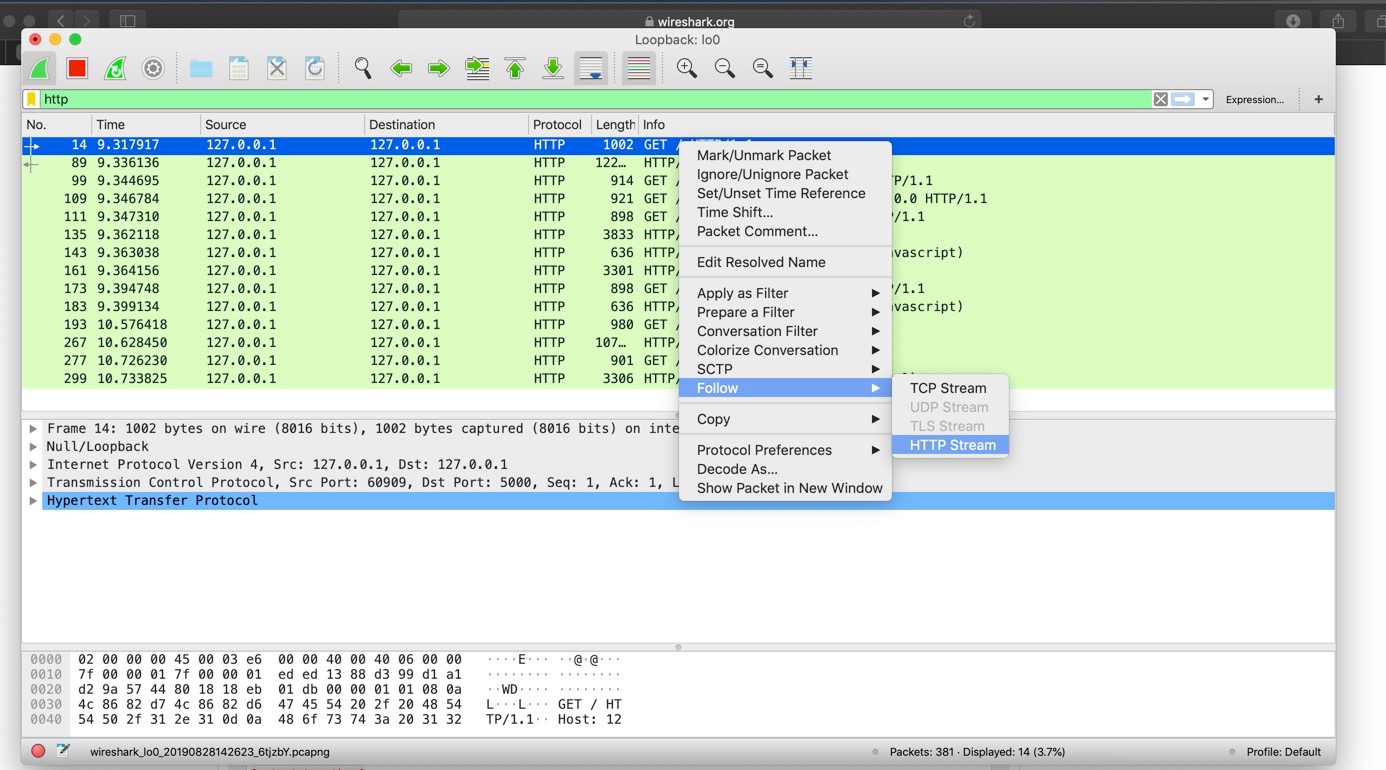 wireshark.org
Loopback: lo0
http
Expression...
+
No. Time Source Destination Protocol Length Info
14 9.317917 127.0.0.1 127.0.0.1 HTTP 1002 GET / HTTP/1.1
89 9.336136 127.0.0.1 127.0.0.1 HTTP 122… HTTP/
99 9.344695 127.0.0.1 127.0.0.1 HTTP 914 GET / P/1.1
109 9.346784 127.0.0.1 127.0.0.1 HTTP 921 GET / 0.0 HTTP/1.1
111 9.347310 127.0.0.1 127.0.0.1 HTTP 898 GET / /1.1
135 9.362118 127.0.0.1 127.0.0.1 HTTP 3833 HTTP/
143 9.363038 127.0.0.1 127.0.0.1 HTTP 636 HTTP/ avascript)
161 9.364156 127.0.0.1 127.0.0.1 HTTP 3301 HTTP/
173 9.394748 127.0.0.1 127.0.0.1 HTTP 898 GET / /1.1
183 9.399134 127.0.0.1 127.0.0.1 HTTP 636 HTTP/ avascript)
193 10.576418 127.0.0.1 127.0.0.1 HTTP 980 GET /
267 10.628450 127.0.0.1 127.0.0.1 HTTP 107… HTTP/
277 10.726230 127.0.0.1 127.0.0.1 HTTP 901 GET /
299 10.733825 127.0.0.1 127.0.0.1 HTTP 3306 HTTP/
Mark/Unmark Packet
Ignore/Unignore Packet
Set/Unset Time Reference
Time Shift...
Packet Comment...
Edit Resolved Name
Apply as Filter
Prepare a Filter
Conversation Filter
Colorize Conversation
SCTP
Follow
Copy
Protocol Preferences
Decode As...
Show Packet in New Window
TCP Stream
UDP Stream
TLS Stream
HTTP Stream
Frame 14: 1002 bytes on wire (8016 bits), 1002 bytes captured (8016 bits) on inte
Null/Loopback
Internet Protocol Version 4, Src: 127.0.0.1, Dst: 127.0.0.1
Transmission Control Protocol, Src Port: 60909, Dst Port: 5000, Seq: 1, Ack: 1, L
Hypertext Transfer Protocol
0000 02 00 00 00 45 00 03 e6 00 00 40 00 40 06 00 00 ····E··· ··@·@···
0010 7f 00 00 01 7f 00 00 01 ed ed 13 88 d3 99 d1 a1 ········ ········
0020 d2 9a 57 44 80 18 18 eb 01 db 00 00 01 01 08 0a ··WD···· ········
0030 4c 86 82 d7 4c 86 82 d6 47 45 54 20 2f 20 48 54 L···L··· GET / HT
0040 54 50 2f 31 2e 31 0d 0a 48 6f 73 74 3a 20 31 32 TP/1.1·· Host: 12
wireshark_lo0_20190828142623_6tjzbY.pcapng
Packets: 381 · Displayed: 14 (3.7%)
Profile: Default